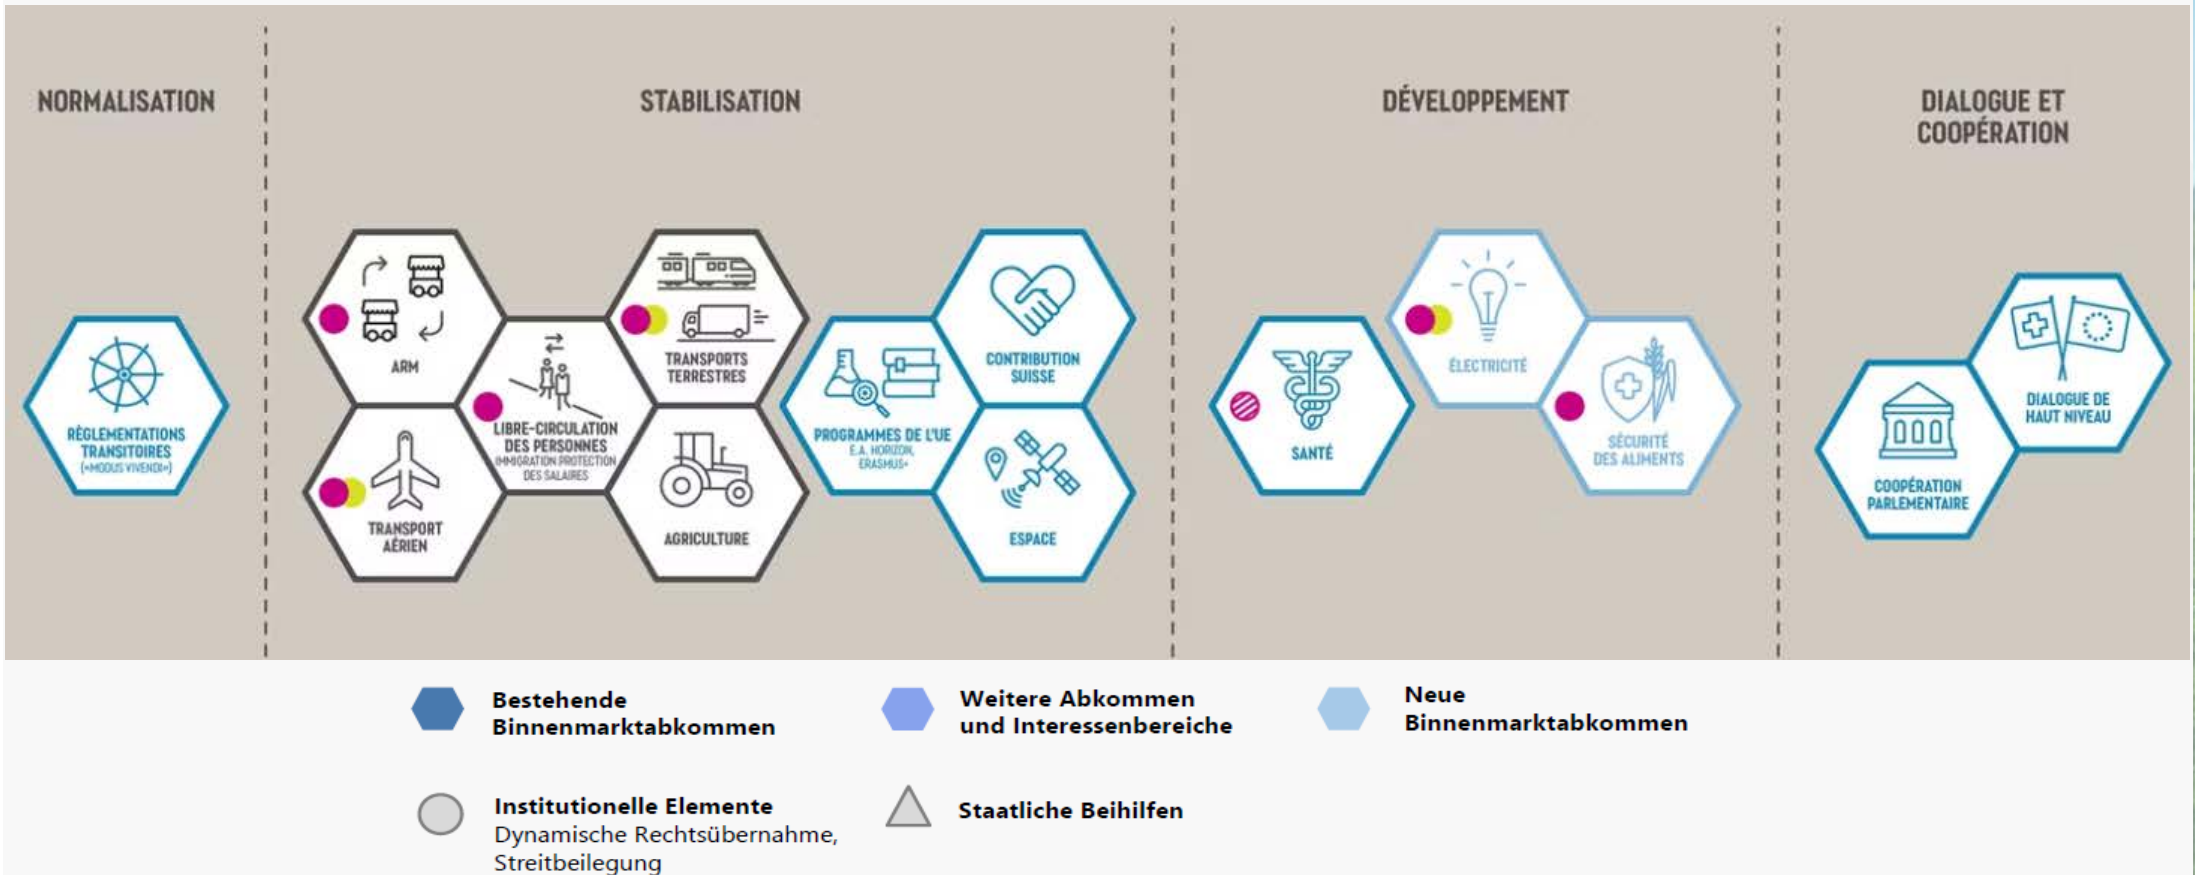 NORMALISATION
STABILISATION
DÉVELOPPEMENT
DIALOGUE ET
COOPÉRATION
RÈGLEMENTATIONS
TRANSITOIRES
(«MODUS VIVENDI»)
ARM
TRANSPORT
AÉRIEN
LIBRE-CIRCULATION
DES PERSONNES
IMMIGRATION PROTECTION
DES SALAIRES
TRANSPORTS
TERRESTRES
AGRICULTURE
PROGRAMMES DE L'UE
E.A. HORIZON,
ERASMUS+
CONTRIBUTION
SUISSE
ESPACE
SANTÉ
ÉLECTRICITÉ
SÉCURITÉ
DES ALIMENTS
COOPÉRATION
PARLEMENTAIRE
DIALOGUE DE
HAUT NIVEAU
Bestehende
Binnenmarktabkommen
Weitere Abkommen
und Interessenbereiche
Neue
Binnenmarktabkommen
Institutionelle Elemente
Dynamische Rechtsübernahme,
Streitbeilegung
Staatliche Beihilfen